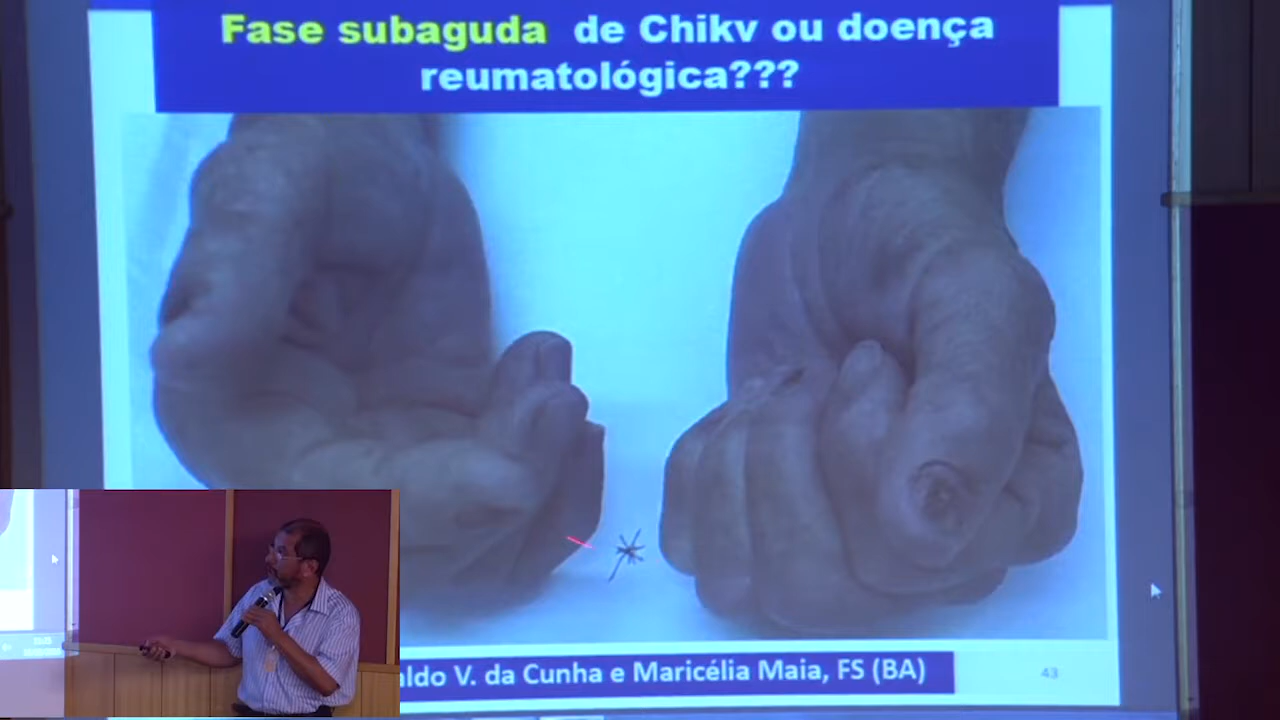 Fase subaguda de Chikv ou doença
reumatológica???
aldo V. da Cunha e Maricélia Maia, FS (BA)
43